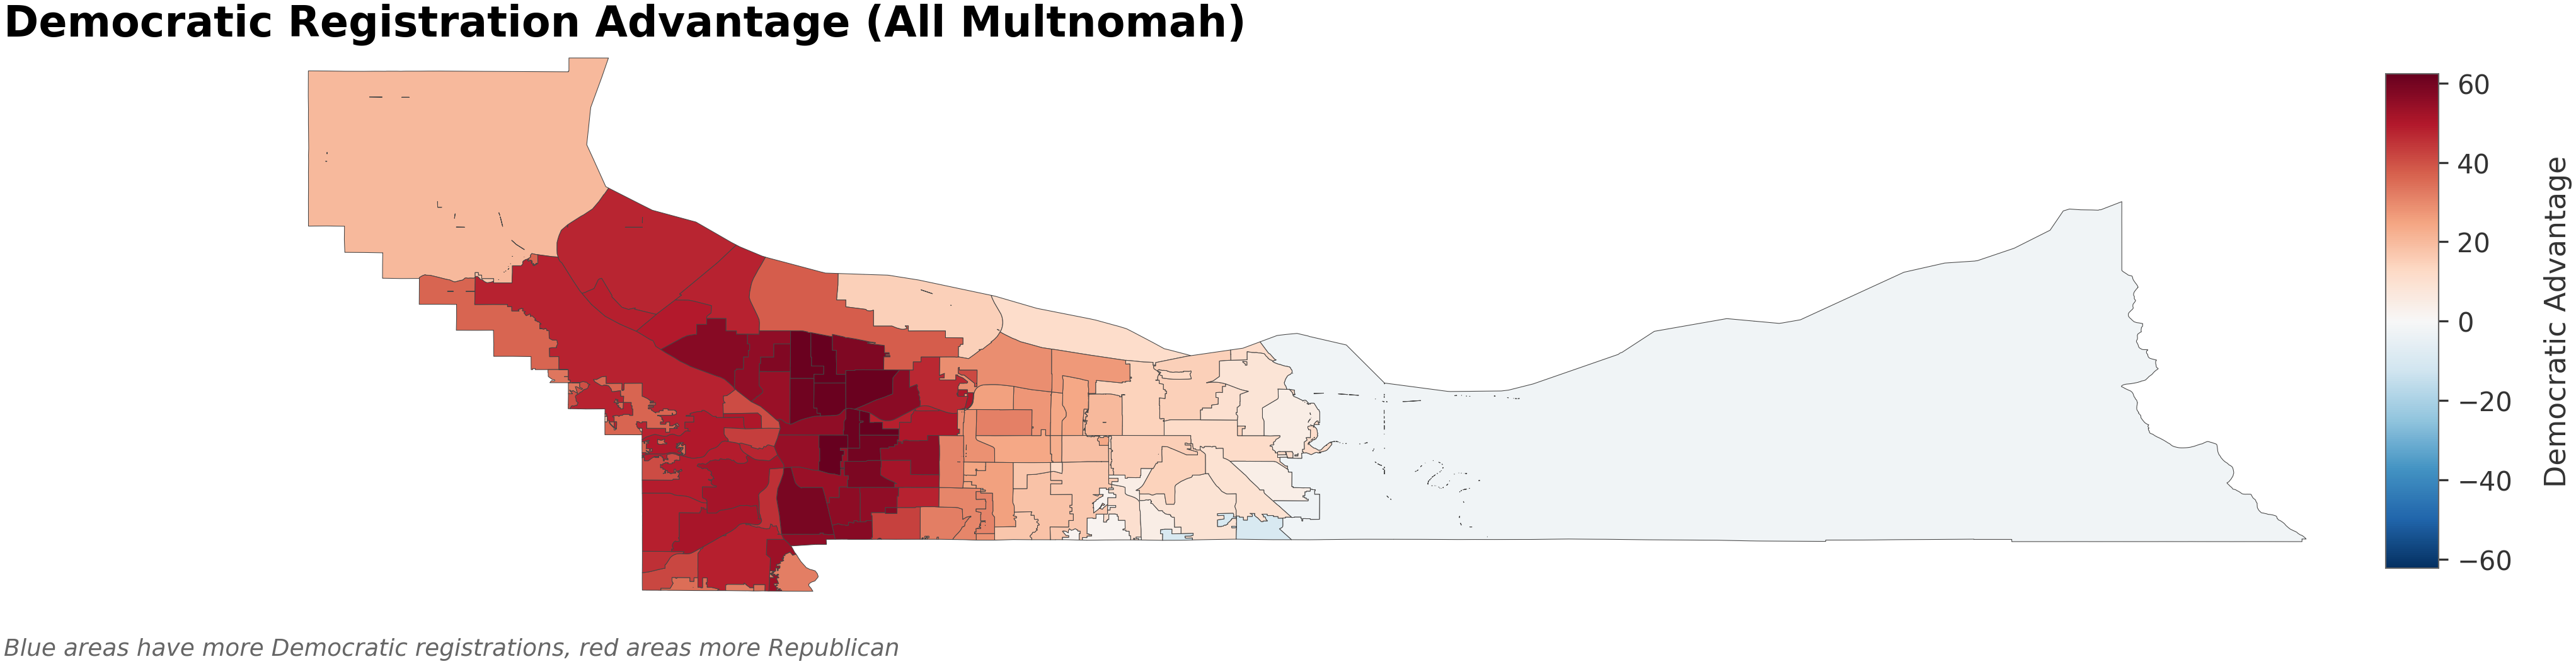 Democratic Registration Advantage (All Multnomah)
60
40
20
0
−20
−40
−60
Democratic Advantage
Blue areas have more Democratic registrations, red areas more Republican